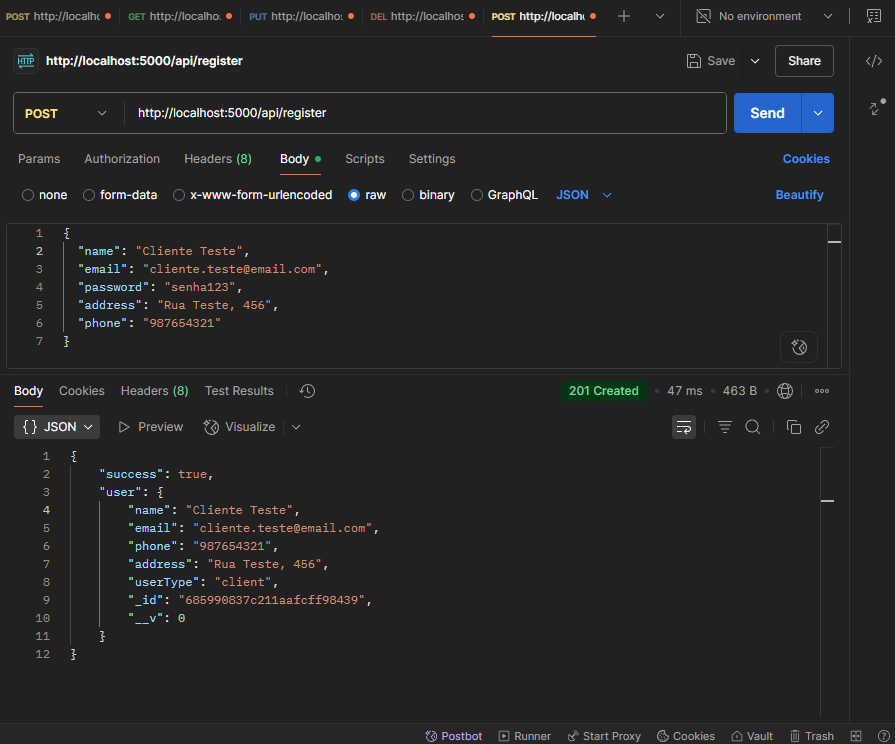 POST http://localh GET http://localho. PUT http://localhos DEL http://localhos POST http://localh No environment
HTTP http://localhost:5000/api/register Save Share
POST http://localhost:5000/api/register Send
Params Authorization Headers (8) Body Scripts Settings Cookies
none form-data x-www-form-urlencoded raw binary GraphQL JSON Beautify
1 {
2 "name": "Cliente Teste",
3 "email": "cliente.teste@email.com",
4 "password": "senha123",
5 "address": "Rua Teste, 456",
6 "phone": "987654321"
7 }
Body Cookies Headers (8) Test Results 201 Created 47 ms 463 B
{} JSON Preview Visualize
1 {
2 "success": true,
3 "user": {
4 "name": "Cliente Teste",
5 "email": "cliente.teste@email.com",
6 "phone": "987654321",
7 "address": "Rua Teste, 456",
8 "userType": "client",
9 "_id": "685990837c211aafcff98439",
10 "__v": 0
11 }
12 }
Postbot Runner Start Proxy Cookies Vault Trash